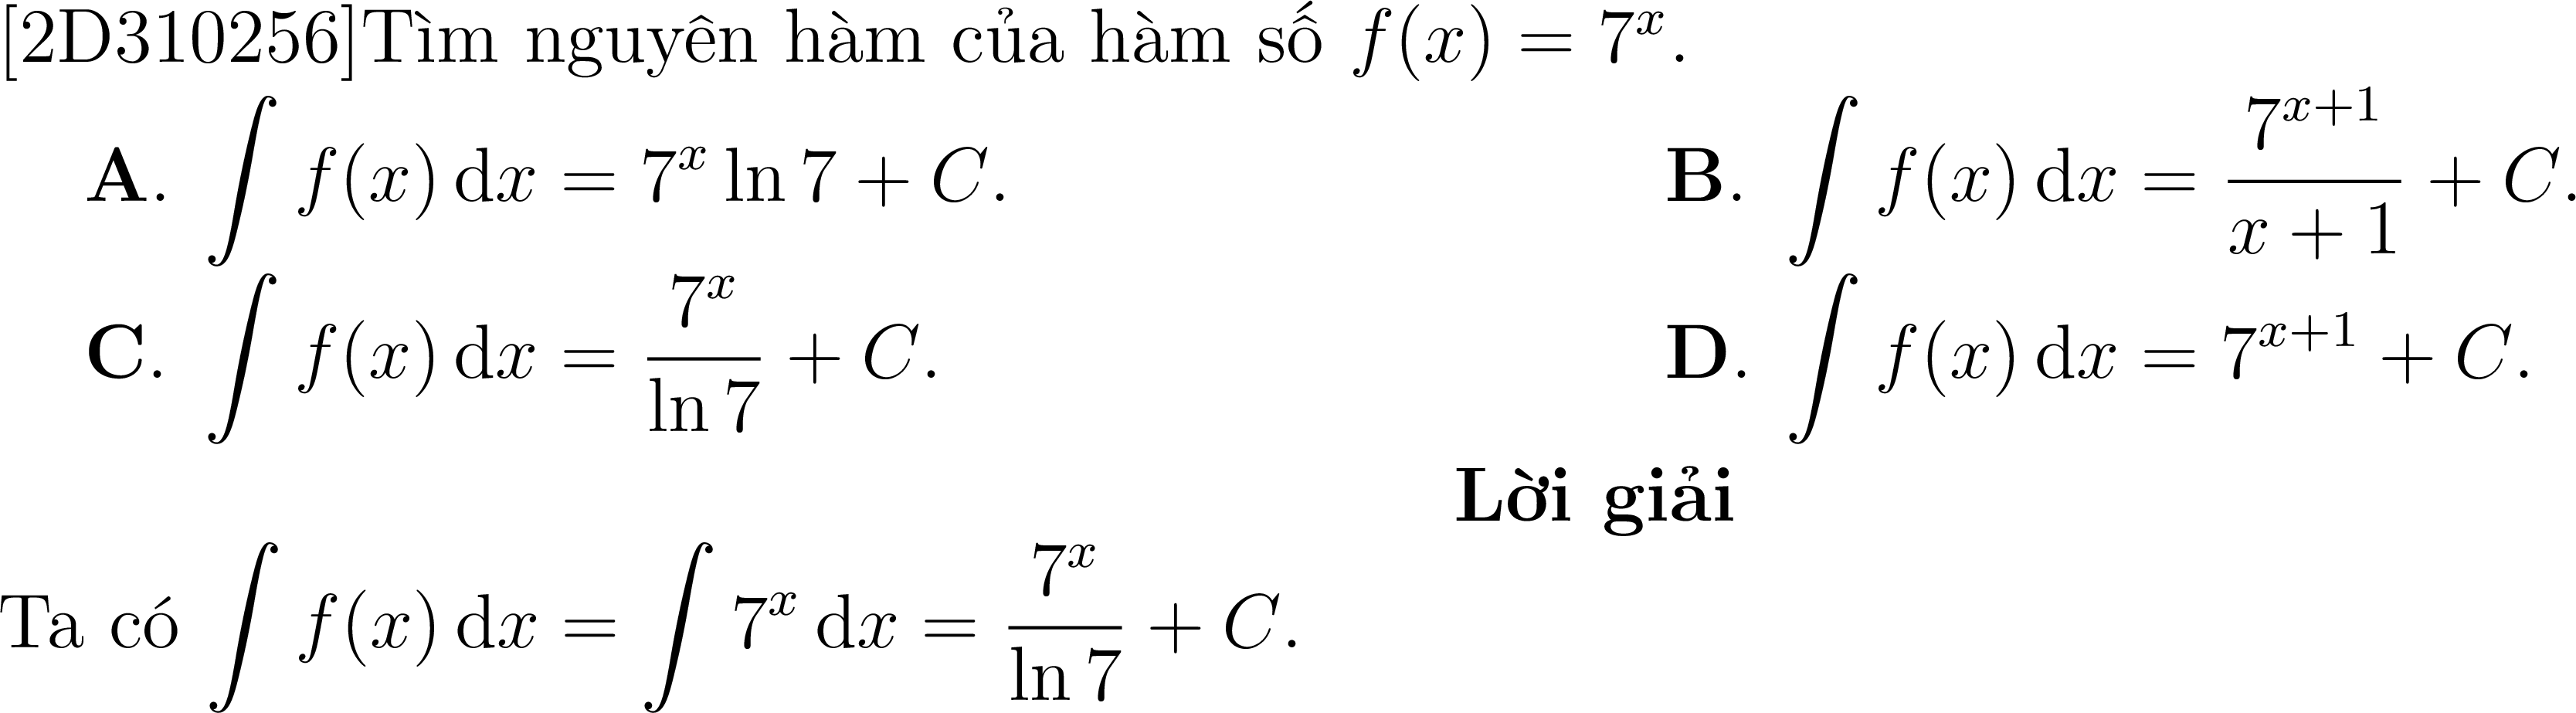 [2D310256]Tìm nguyên hàm của hàm số $f(x) = 7^x$.
A. $\int f(x)\,\mathrm{d}x = 7^x \ln 7 + C$. B. $\int f(x)\,\mathrm{d}x = \frac{7^{x+1}}{x+1} + C$.
C. $\int f(x)\,\mathrm{d}x = \frac{7^x}{\ln 7} + C$. D. $\int f(x)\,\mathrm{d}x = 7^{x+1} + C$.
Lời giải
Ta có $\int f(x)\,\mathrm{d}x = \int 7^x\,\mathrm{d}x = \frac{7^x}{\ln 7} + C$.